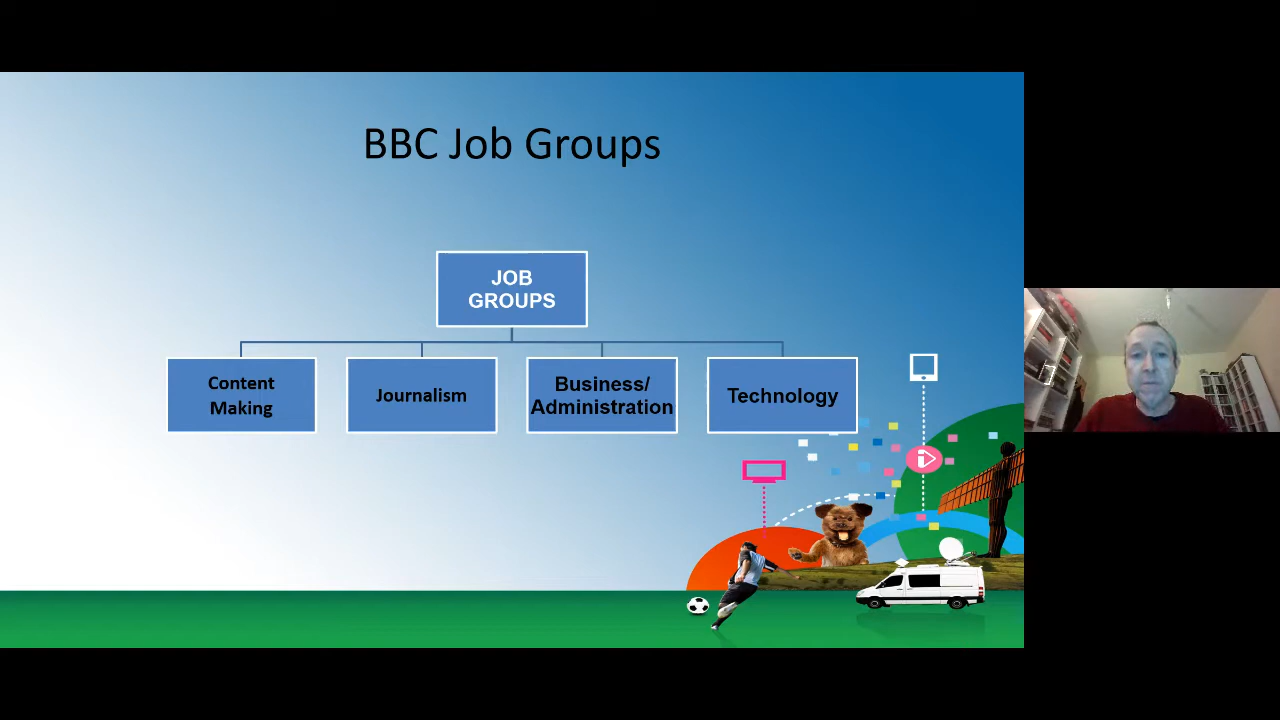 BBC Job Groups
JOB
GROUPS
Content
Making
Journalism
Business/
Administration
Technology